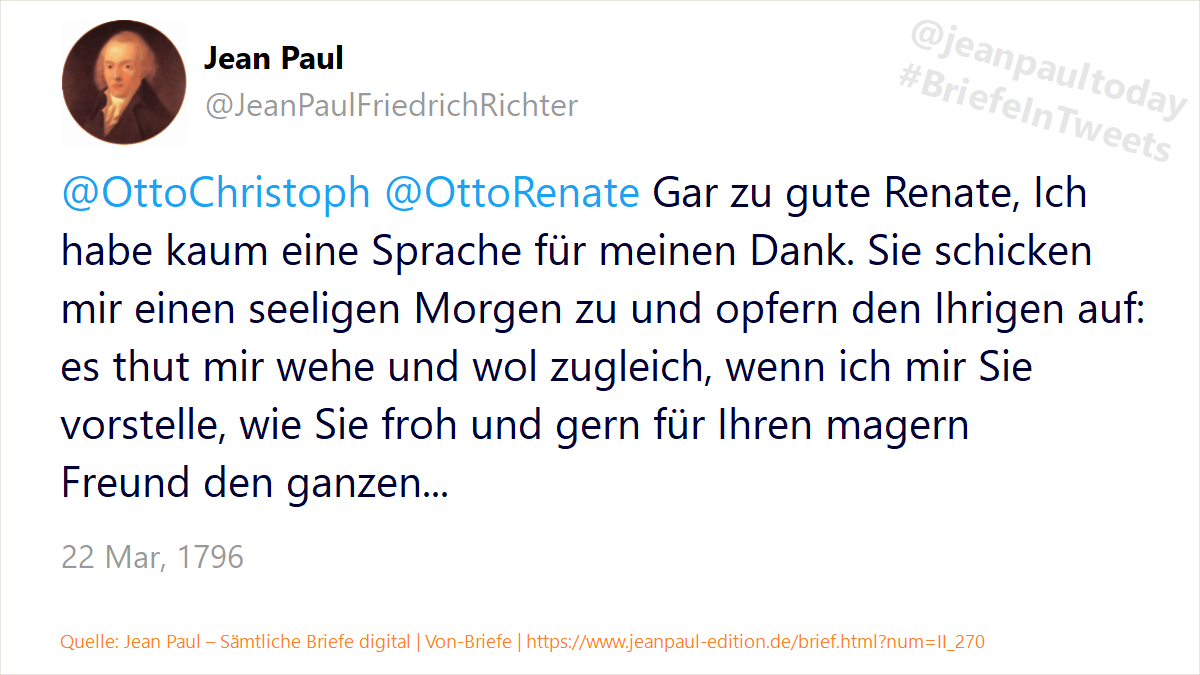 Jean Paul
@JeanPaulFriedrichRichter
@jeanpaultoday
#BriefeInTweets
@OttoChristoph @OttoRenate Gar zu gute Renate, Ich
habe kaum eine Sprache für meinen Dank. Sie schicken
mir einen seeligen Morgen zu und opfern den Ihrigen auf:
es thut mir wehe und wol zugleich, wenn ich mir Sie
vorstelle, wie Sie froh und gern für Ihren magern
Freund den ganzen...
22 Mar, 1796
Quelle: Jean Paul – Sämtliche Briefe digital | Von-Briefe | https://www.jeanpaul-edition.de/brief.html?num=II_270